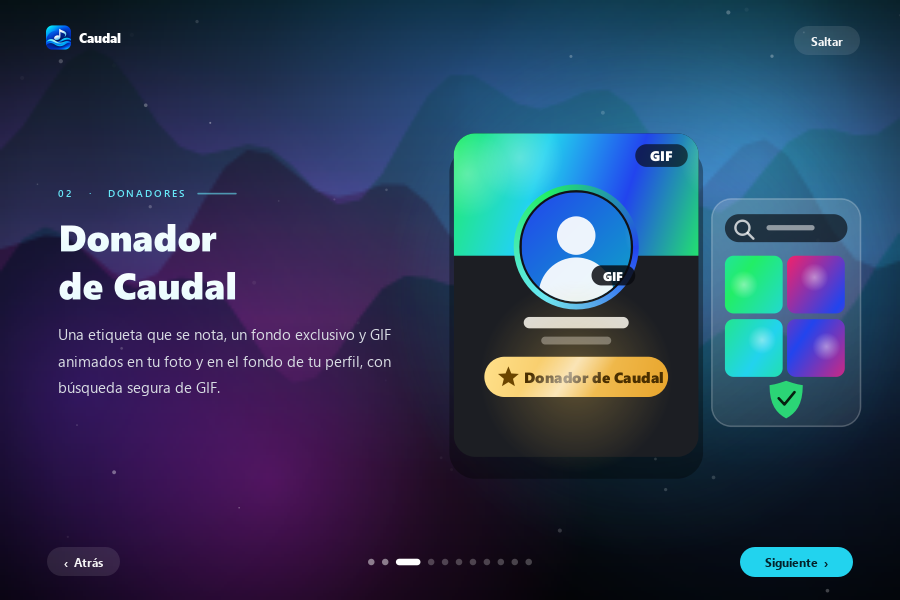 Caudal
Saltar
02 · DONADORES
Donador
de Caudal
Una etiqueta que se nota, un fondo exclusivo y GIF
animados en tu foto y en el fondo de tu perfil, con
búsqueda segura de GIF.
GIF
GIF
Donador de Caudal
‹ Atrás
Siguiente ›